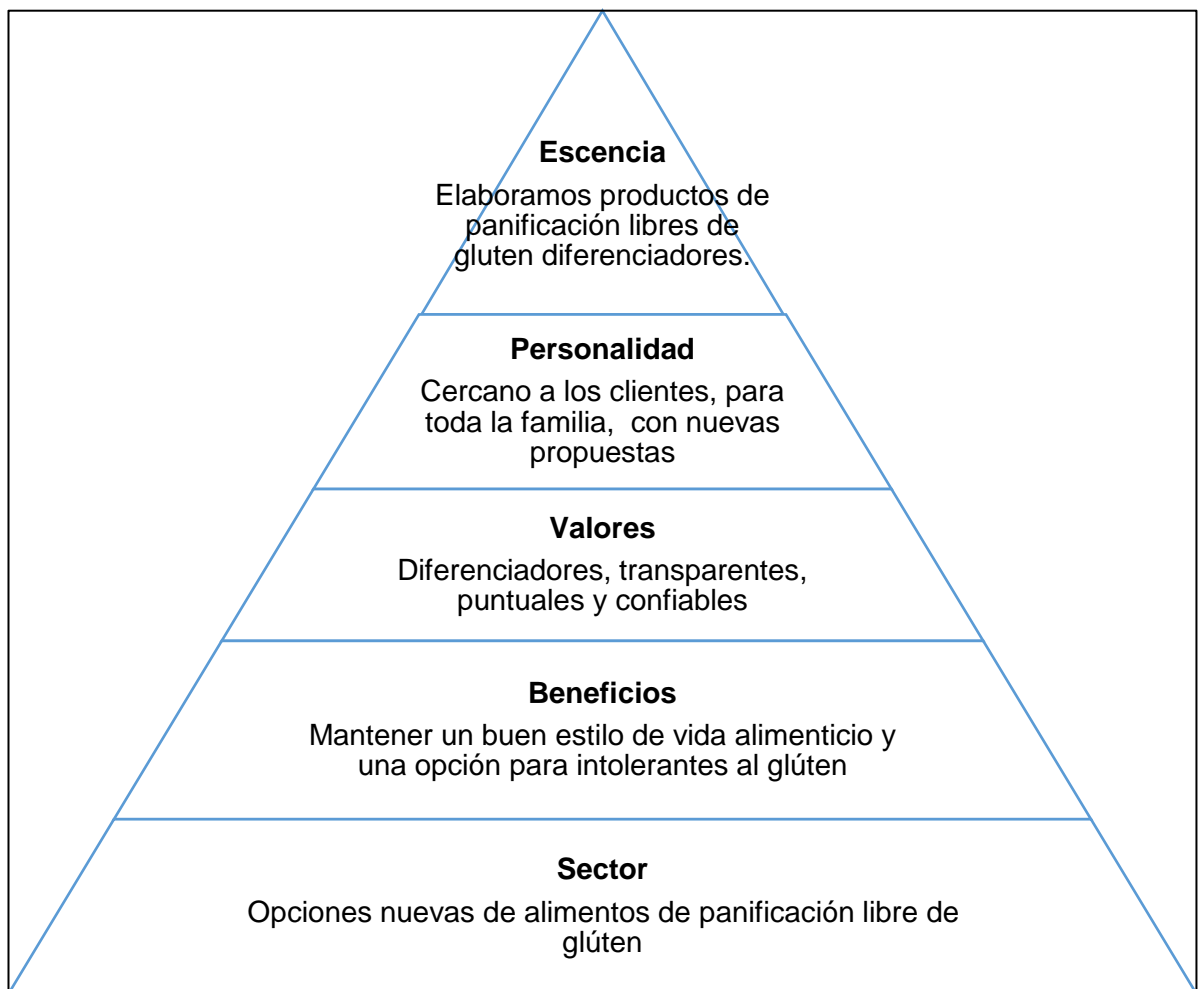 Escencia
Elaboramos productos de
panificación libres de
gluten diferenciadores.
Personalidad
Cercano a los clientes, para
toda la familia,  con nuevas
propuestas
Valores
Diferenciadores, transparentes,
puntuales y confiables
Beneficios
Mantener un buen estilo de vida alimenticio y
una opción para intolerantes al glúten
Sector
Opciones nuevas de alimentos de panificación libre de
glúten